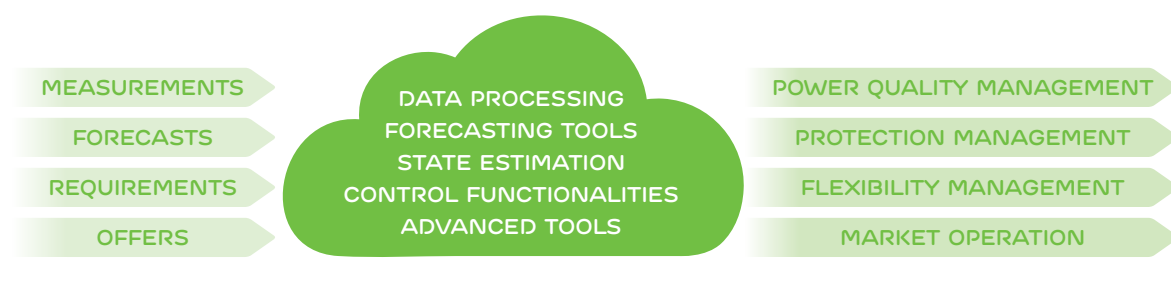 MEASUREMENTS
FORECASTS
REQUIREMENTS
OFFERS
DATA PROCESSING
FORECASTING TOOLS
STATE ESTIMATION
CONTROL FUNCTIONALITIES
ADVANCED TOOLS
POWER QUALITY MANAGEMENT
PROTECTION MANAGEMENT
FLEXIBILITY MANAGEMENT
MARKET OPERATION